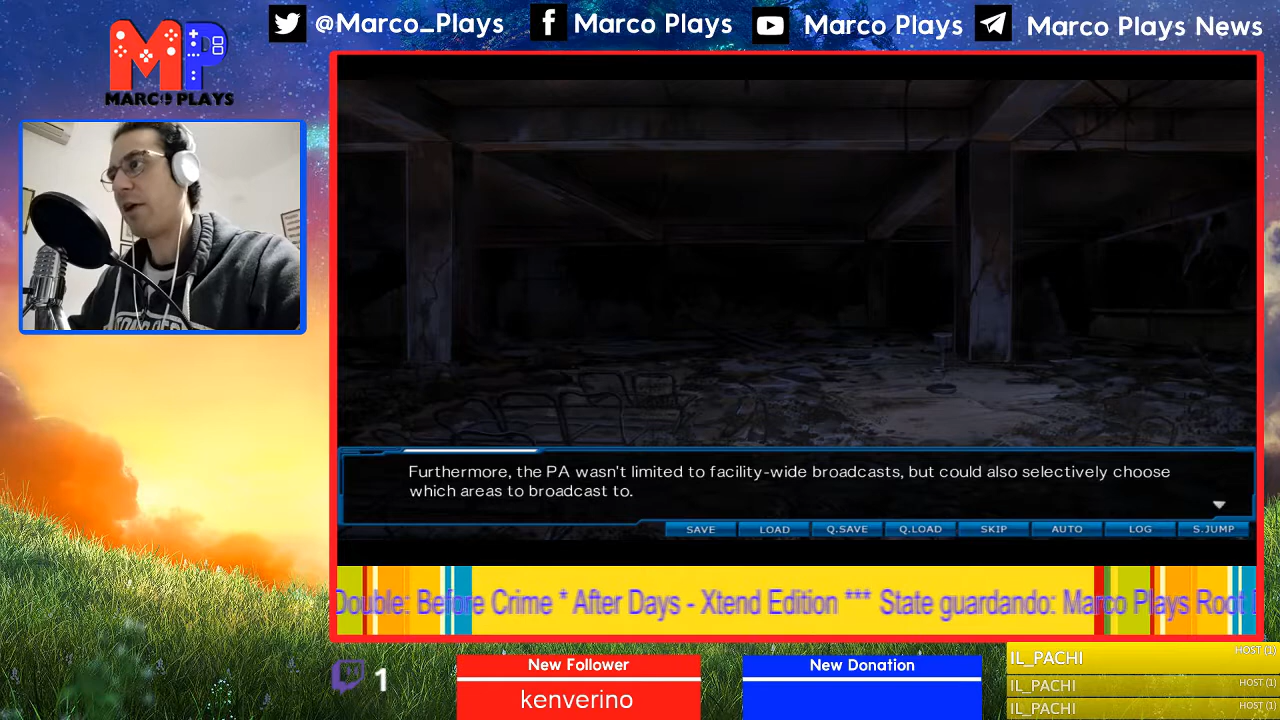 @Marco_Plays
Marco Plays
Marco Plays
Marco Plays News
MP
MARCO PLAYS
Furthermore, the PA wasn't limited to facility-wide broadcasts, but could also selectively choose
which areas to broadcast to.
SAVE
LOAD
Q.SAVE
Q.LOAD
SKIP
AUTO
LOG
S.JUMP
Double: Before Crime * After Days - Xtend Edition *** State guardando: Marco Plays Root
1
New Follower
kenverino
New Donation
IL_PACHI
HOST (1)
IL_PACHI
HOST (1)
IL_PACHI
HOST (1)